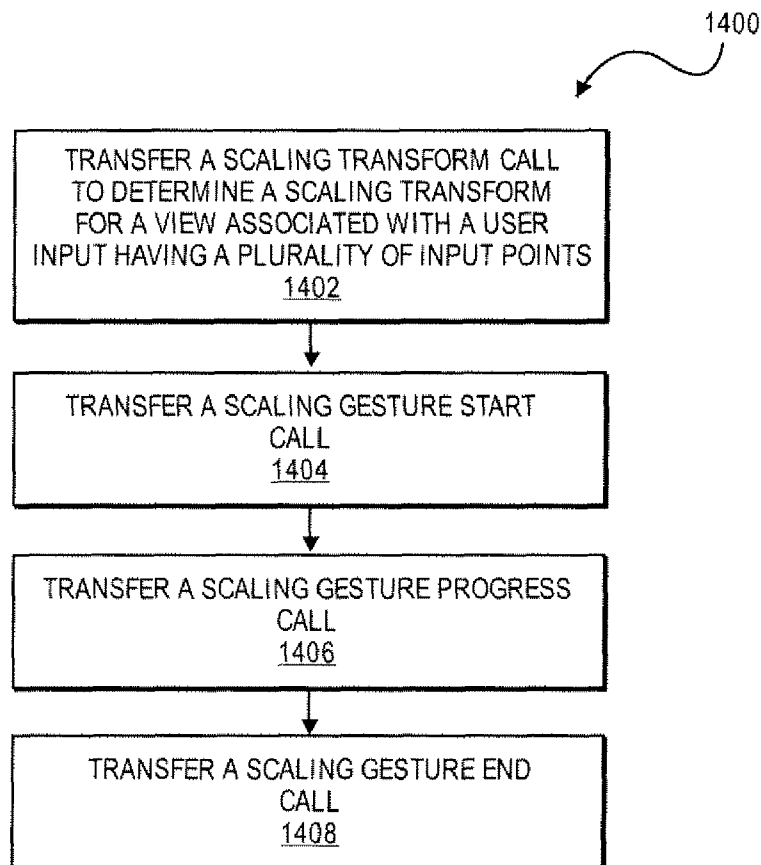 1400
TRANSFER A SCALING TRANSFORM CALL
TO DETERMINE A SCALING TRANSFORM
FOR A VIEW ASSOCIATED WITH A USER
INPUT HAVING A PLURALITY OF INPUT POINTS
1402
TRANSFER A SCALING GESTURE START
CALL
1404
TRANSFER A SCALING GESTURE PROGRESS
CALL
1406
TRANSFER A SCALING GESTURE END
CALL
1408